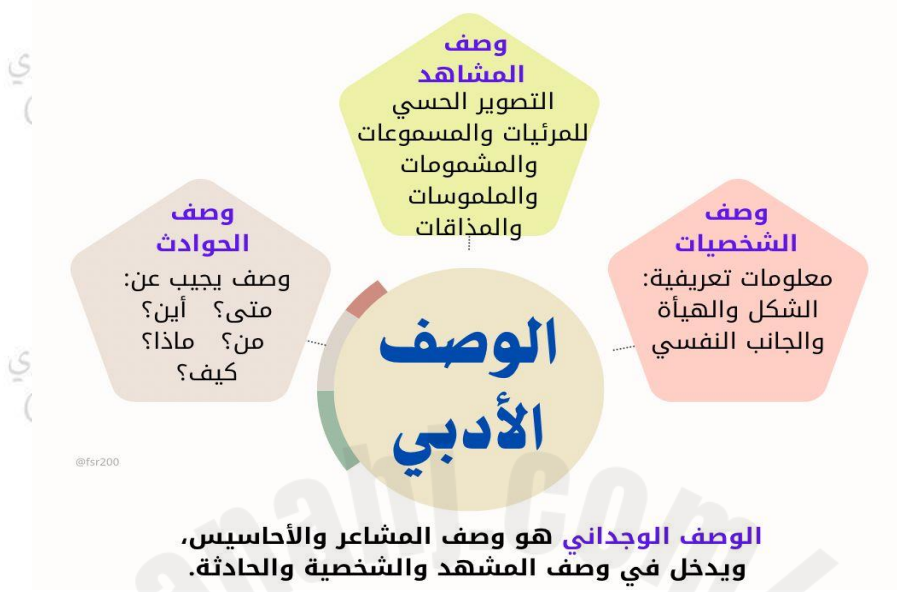 وصف
المشاهد
التصوير الحسي
للمرئيات والمسموعات
والمشمومات
والملموسات
والمذاقات
وصف
الشخصيات
معلومات تعريفية:
الشكل والهيأة
والجانب النفسي
وصف
الحوادث
وصف يجيب عن:
متى؟ أين؟
من؟ ماذا؟
كيف؟
الوصف
الأدبي
@fsr200
الوصف الوجداني هو وصف المشاعر والأحاسيس،
ويدخل في وصف المشهد والشخصية والحادثة.